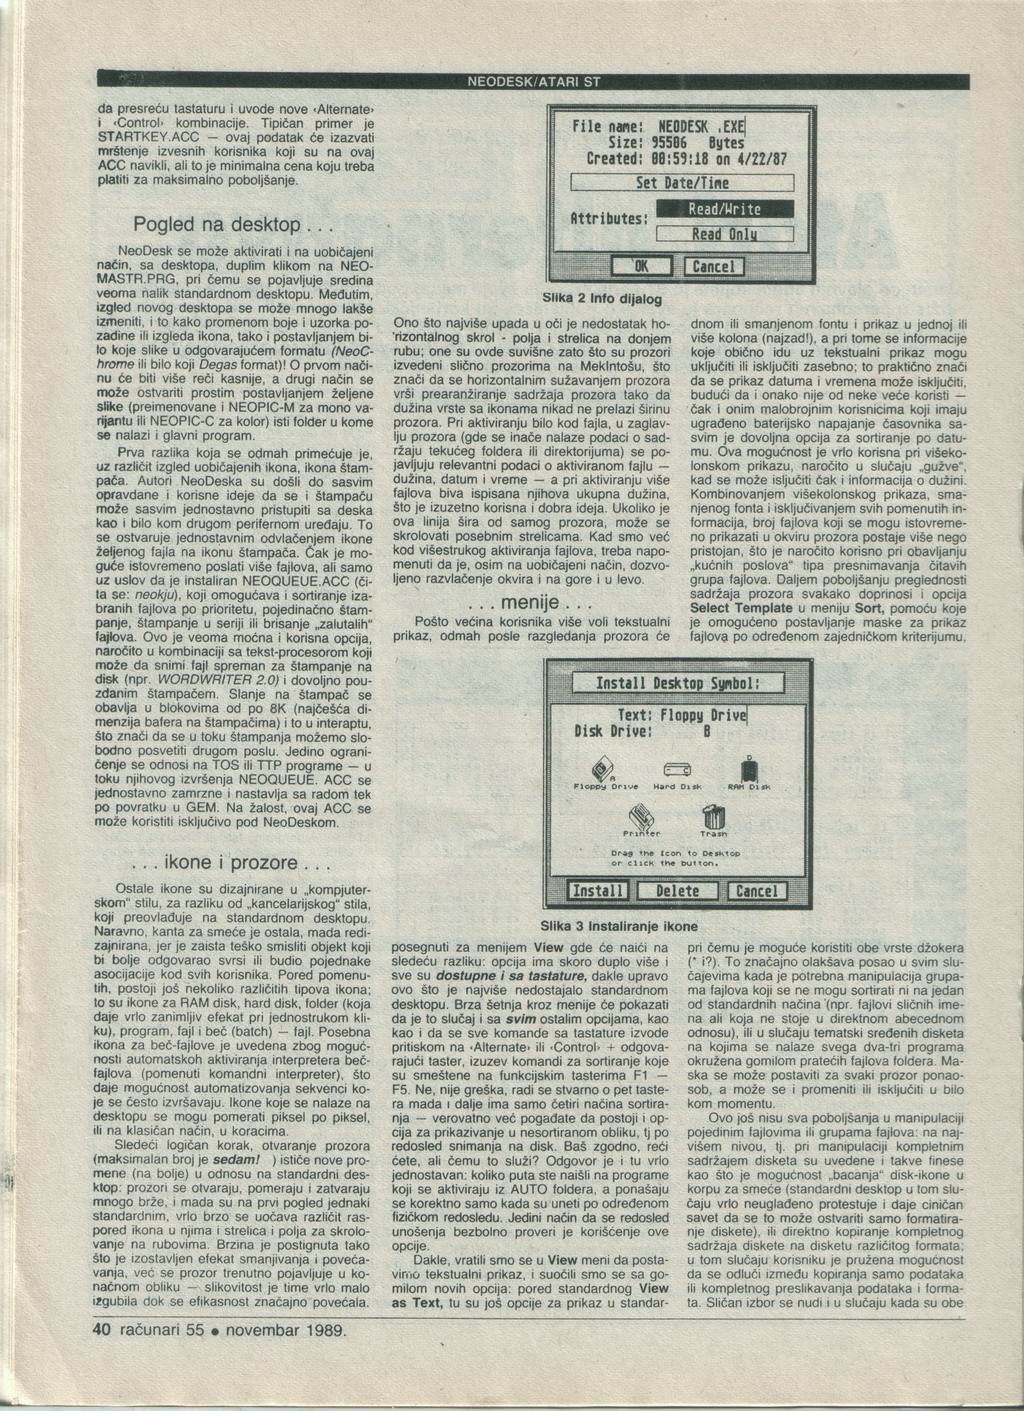 NEODESK/ATARI ST
da presreću tastaturu i uvode nove ‹Alternate›
i ‹Control› kombinacije. Tipičan primer je
STARTKEY.ACC — ovaj podatak će izazvati
mrštenje izvesnih korisnika koji su na ovaj
ACC navikli, ali to je minimalna cena koju treba
platiti za maksimalno poboljšanje.
Pogled na desktop . . .
NeoDesk se može aktivirati i na uobičajeni
način, sa desktopa, duplim klikom na NEO-
MASTR.PRG, pri čemu se pojavljuje sredina
veoma nalik standardnom desktopu. Međutim,
izgled novog desktopa se može mnogo lakše
izmeniti, i to kako promenom boje i uzorka po-
zadine ili izgleda ikona, tako i postavljanjem bi-
lo koje slike u odgovarajućem formatu (NeoC-
hrome ili bilo koji Degas format)! O prvom nači-
nu će biti više reči kasnije, a drugi način se
može ostvariti prostim postavljanjem željene
slike (preimenovane i NEOPIC-M za mono va-
rijantu ili NEOPIC-C za kolor) isti folder u kome
se nalazi i glavni program.
Prva razlika koja se odmah primećuje je,
uz različit izgled uobičajenih ikona, ikona štam-
pača. Autori NeoDeska su došli do sasvim
opravdane i korisne ideje da se i štampaču
može sasvim jednostavno pristupiti sa deska
kao i bilo kom drugom perifernom uređaju. To
se ostvaruje jednostavnim odvlačenjem ikone
željenog fajla na ikonu štampača. Čak je mo-
guće istovremeno poslati više fajlova, ali samo
uz uslov da je instaliran NEOQUEUE.ACC (či-
ta se: neokju), koji omogućava i sortiranje iza-
branih fajlova po prioritetu, pojedinačno štam-
panje, štampanje u seriji ili brisanje „zalutalih“
fajlova. Ovo je veoma moćna i korisna opcija,
naročito u kombinaciji sa tekst-procesorom koji
može da snimi fajl spreman za štampanje na
disk (npr. WORDWRITER 2.0) i dovoljno pou-
zdanim štampačem. Slanje na štampač se
obavlja u blokovima od po 8K (najčešća di-
menzija bafera na štampačima) i to u interaptu,
što znači da se u toku štampanja možemo slo-
bodno posvetiti drugom poslu. Jedino ograni-
čenje se odnosi na TOS ili TTP programe — u
toku njihovog izvršenja NEOQUEUE. ACC se
jednostavno zamrzne i nastavlja sa radom tek
po povratku u GEM. Na žalost, ovaj ACC se
može koristiti isključivo pod NeoDeskom.
. . . ikone i prozore . . .
Ostale ikone su dizajnirane u „kompjuter-
skom“ stilu, za razliku od „kancelarijskog“ stila,
koji preovlađuje na standardnom desktopu.
Naravno, kanta za smeće je ostala, mada redi-
zajnirana, jer je zaista teško smisliti objekt koji
bi bolje odgovarao svrsi ili budio pojednake
asocijacije kod svih korisnika. Pored pomenu-
tih, postoji još nekoliko različitih tipova ikona;
to su ikone za RAM disk, hard disk, folder (koja
daje vrlo zanimljiv efekat pri jednostrukom kli-
ku), program, fajl i beč (batch) — fajl. Posebna
ikona za beč-fajlove je uvedena zbog moguć-
nosti automatskoh aktiviranja interpretera beč-
fajlova (pomenuti komandni interpreter), što
daje mogućnost automatizovanja sekvenci ko-
je se često izvršavaju. Ikone koje se nalaze na
desktopu se mogu pomerati piksel po piksel,
ili na klasičan način, u koracima.
Sledeći logičan korak, otvaranje prozora
(maksimalan broj je sedam! ) ističe nove pro-
mene (na bolje) u odnosu na standardni des-
ktop: prozori se otvaraju, pomeraju i zatvaraju
mnogo brže, i mada su na prvi pogled jednaki
standardnim, vrlo brzo se uočava različit ras-
pored ikona u njima i strelica i polja za skrolo-
vanje na rubovima. Brzina je postignuta tako
što je izostavljen efekat smanjivanja i poveća-
vanja, već se prozor trenutno pojavljuje u ko-
načnom obliku — slikovitost je time vrlo malo
izgubila dok se efikasnost značajno povećala.
File name: NEODESK .EXE
Size: 95506 Bytes
Created: 00:59:18 on 4/22/87
Set Date/Time
Attributes:
Read/Write
Read Only
OK
Cancel
Slika 2 Info dijalog
Ono što najviše upada u oči je nedostatak ho-
rizontalnog skrol - polja i strelica na donjem
rubu; one su ovde suvišne zato što su prozori
izvedeni slično prozorima na MekIntošu, što
znači da se horizontalnim sužavanjem prozora
vrši prearanžiranje sadržaja prozora tako da
dužina vrste sa ikonama nikad ne prelazi širinu
prozora. Pri aktiviranju bilo kod fajla, u zaglav-
lju prozora (gde se inače nalaze podaci o sad-
ržaju tekućeg foldera ili direktorijuma) se po-
javljuju relevantni podaci o aktiviranom fajlu —
dužina, datum i vreme — a pri aktiviranju više
fajlova biva ispisana njihova ukupna dužina,
što je izuzetno korisna i dobra ideja. Ukoliko je
ova linija šira od samog prozora, može se
skrolovati posebnim strelicama. Kad smo već
kod višestrukog aktiviranja fajlova, treba napo-
menuti da je, osim na uobičajeni način, dozvo-
ljeno razvlačenje okvira i na gore i u levo.
. . . menije . . .
Pošto većina korisnika više voli tekstualni
prikaz, odmah posle razgledanja prozora će
dnom ili smanjenom fontu i prikaz u jednoj ili
više kolona (najzad!), a pri tome se informacije
koje obično idu uz tekstualni prikaz mogu
uključiti ili isključiti zasebno; to praktično znači
da se prikaz datuma i vremena može isključiti,
budući da i onako nije od neke veće koristi —
čak i onim malobrojnim korisnicima koji imaju
ugrađeno baterijsko napajanje časovnika sa-
svim je dovoljna opcija za sortiranje po datu-
mu. Ova mogućnost je vrlo korisna pri višeko-
lonskom prikazu, naročito u slučaju „gužve“,
kad se može isljučiti čak i informacija o dužini.
Kombinovanjem višekolonskog prikaza, sma-
njenog fonta i isključivanjem svih pomenutih in-
formacija, broj fajlova koji se mogu istovreme-
no prikazati u okviru prozora postaje više nego
pristojan, što je naročito korisno pri obavljanju
„kućnih poslova“ tipa presnimavanja čitavih
grupa fajlova. Daljem poboljšanju preglednosti
sadržaja prozora svakako doprinosi i opcija
Select Template u meniju Sort, pomoću koje
je omogućeno postavljanje maske za prikaz
fajlova po određenom zajedničkom kriterijumu,
Install Desktop Symbol:
Text: Floppy Drive
Disk Drive: B
A
Floppy Drive Hard Disk RAM Disk
Printer Trash
Drag the Icon to Desktop
or click the button.
Install Delete Cancel
Slika 3 Instaliranje ikone
posegnuti za menijem View gde će naići na
sledeću razliku: opcija ima skoro duplo više i
sve su dostupne i sa tastature, dakle upravo
ovo što je najviše nedostajalo standardnom
desktopu. Brza šetnja kroz menije će pokazati
da je to slučaj i sa svim ostalim opcijama, kao
kao i da se sve komande sa tastature izvode
pritiskom na ‹Alternate› ili ‹Control› + odgova-
rajući taster, izuzev komandi za sortiranje koje
su smeštene na funkcijskim tasterima F1 —
F5. Ne, nije greška, radi se stvarno o pet taste-
ra mada i dalje ima samo četiri načina sortira-
nja — verovatno već pogađate da postoji i op-
cija za prikazivanje u nesortiranom obliku, tj po
redosled snimanja na disk. Baš zgodno, reći
ćete, ali čemu to služi? Odgovor je i tu vrlo
jednostavan: koliko puta ste naišli na programe
koji se aktiviraju iz AUTO foldera, a ponašaju
se korektno samo kada su uneti po određenom
fizičkom redosledu. Jedini način da se redosled
unošenja bezbolno proveri je korišćenje ove
opcije.
Dakle, vratili smo se u View meni da posta-
vimo tekstualni prikaz, i suočili smo se sa go-
milom novih opcija: pored standardnog View
as Text, tu su još opcije za prikaz u standar-
pri čemu je moguće koristiti obe vrste džokera
(* i?). To značajno olakšava posao u svim slu-
čajevima kada je potrebna manipulacija grupa-
ma fajlova koji se ne mogu sortirati ni na jedan
od standardnih načina (npr. fajlovi sličnih ime-
na ali koja ne stoje u direktnom abecednom
odnosu), ili u slučaju tematski sređenih disketa
na kojima se nalaze svega dva-tri programa
okružena gomilom pratećih fajlova foldera. Ma-
ska se može postaviti za svaki prozor ponao-
sob, a može se i promeniti ili isključiti u bilo
kom momentu.
Ovo još nisu sva poboljšanja u manipulaciji
pojedinim fajlovima ili grupama fajlova: na naj-
višem nivou, tj. pri manipulaciji kompletnim
sadržajem disketa su uvedene i takve finese
kao što je mogućnost „bacanja“ disk-ikone u
korpu za smeće (standardni desktop u tom slu-
čaju vrlo neuglađeno protestuje i daje ciničan
savet da se to može ostvariti samo formatira-
nje diskete), ili direktno kopiranje kompletnog
sadržaja diskete na disketu različitog formata;
u tom slučaju korisniku je pružena mogućnost
da se odluči između kopiranja samo podataka
ili kompletnog preslikavanja podataka i forma-
ta. Sličan izbor se nudi i u slučaju kada su obe
40 računari 55 • novembar 1989.